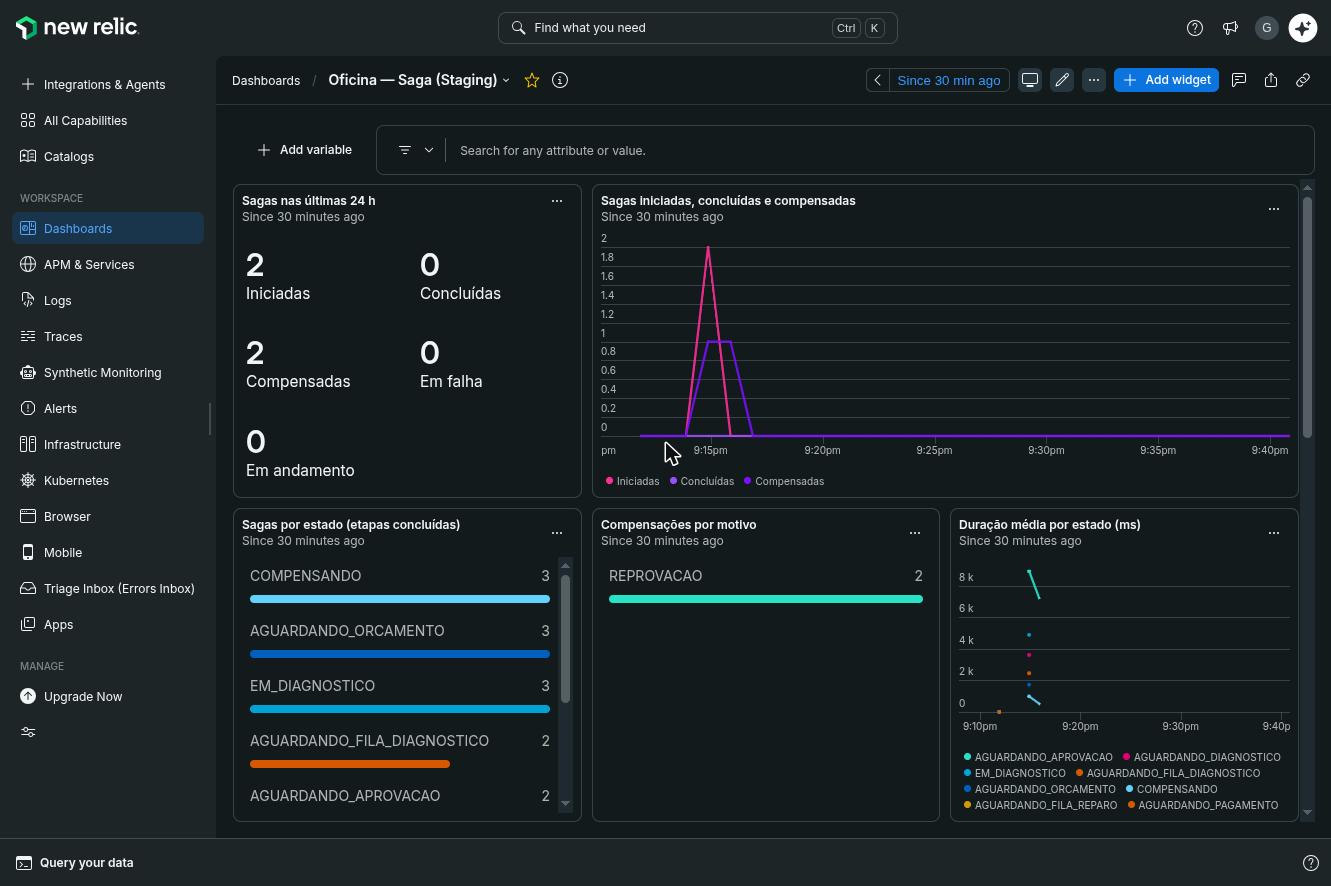 new relic
Find what you need
Ctrl K
G
Integrations & Agents
All Capabilities
Catalogs
WORKSPACE
Dashboards
APM & Services
Logs
Traces
Synthetic Monitoring
Alerts
Infrastructure
Kubernetes
Browser
Mobile
Triage Inbox (Errors Inbox)
Apps
MANAGE
Upgrade Now
Dashboards / Oficina — Saga (Staging)
Since 30 min ago
Add widget
Add variable
Search for any attribute or value.
Sagas nas últimas 24 h
Since 30 minutes ago
2
Iniciadas
0
Concluídas
2
Compensadas
0
Em falha
0
Em andamento
Sagas iniciadas, concluídas e compensadas
Since 30 minutes ago
2
1.8
1.6
1.4
1.2
1
0.8
0.6
0.4
0.2
0
pm 9:15pm 9:20pm 9:25pm 9:30pm 9:35pm 9:40pm
Iniciadas Concluídas Compensadas
Sagas por estado (etapas concluídas)
Since 30 minutes ago
COMPENSANDO 3
AGUARDANDO_ORCAMENTO 3
EM_DIAGNOSTICO 3
AGUARDANDO_FILA_DIAGNOSTICO 2
AGUARDANDO_APROVACAO 2
Compensações por motivo
Since 30 minutes ago
REPROVACAO 2
Duração média por estado (ms)
Since 30 minutes ago
8 k
6 k
4 k
2 k
0
9:10pm 9:20pm 9:30pm 9:40p
AGUARDANDO_APROVACAO AGUARDANDO_DIAGNOSTICO
EM_DIAGNOSTICO AGUARDANDO_FILA_DIAGNOSTICO
AGUARDANDO_ORCAMENTO COMPENSANDO
AGUARDANDO_FILA_REPARO AGUARDANDO_PAGAMENTO
Query your data